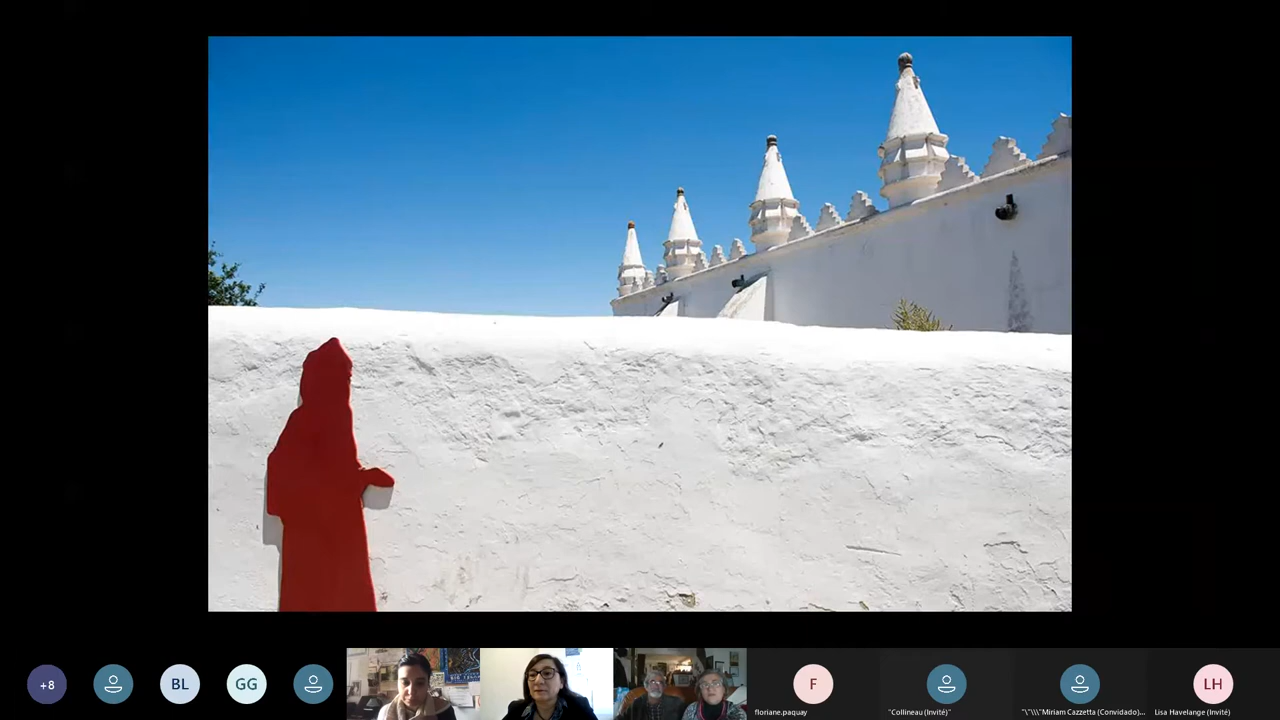 +8
BL
GG
F
LH
floriane.paquay
"Collineau (Invité)"
"\"\\\"Miriam Cazzetta (Convidado)...
Lisa Havelange (Invité)